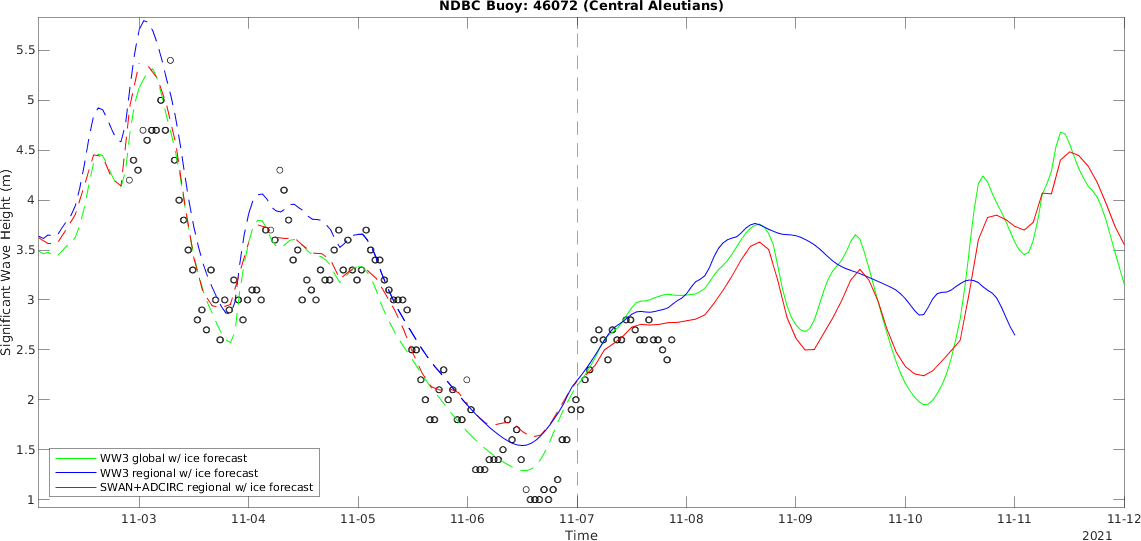 NDBC Buoy: 46072 (Central Aleutians)
Significant Wave Height (m)
5.5
5
4.5
4
3.5
3
2.5
2
1.5
1
WW3 global w/ ice forecast
WW3 regional w/ ice forecast
SWAN+ADCIRC regional w/ ice forecast
11-03 11-04 11-05 11-06 11-07 11-08 11-09 11-10 11-11 11-12
Time
2021